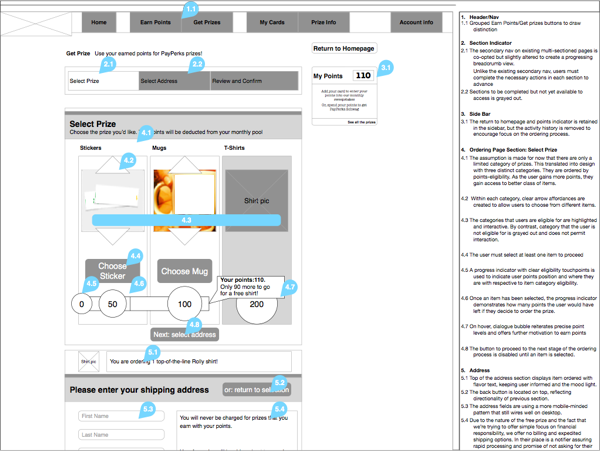 1.1
Home
Earn Points
Get Prizes
My Cards
Prize Info
Account Info
Get Prize Use your earned points for PayPerks prizes!
2.1
2.2
Select Prize
Select Address
Review and Confirm
Return to Homepage
My Points 110
3.1
See all the prizes
Select Prize
Choose the prize you'd like. points will be deducted from your monthly pool
4.1
Stickers
Mugs
T-Shirts
4.2
Shirt pic
4.3
4.4
Choose
Sticker
Choose Mug
4.5
4.6
Your points:110.
Only 90 more to go
for a free shirt!
4.7
0
50
100
200
4.8
Next: select address
5.1
Shirt pic
You are ordering 1 top-of-the-line Rolly shirt!
Please enter your shipping address
5.2
or: return to selection
5.3
5.4
First Name
Last Name
You will never be charged for prizes that you
earn with your points.
1. Header/Nav
1.1 Grouped Earn Points/Get prizes buttons to draw
distinction
2. Section Indicator
2.1 The secondary nav on existing multi-sectioned pages is
co-opted but slightly altered to create a progressing
breadcrumb view.
Unlike the existing secondary nav, users must
complete the necessary actions in each section to
advance
2.2 Sections to be completed but not yet available to
access is grayed out.
3. Side Bar
3.1 The return to homepage and points indicator is retained
in the sidebar, but the activity history is removed to
encourage focus on the ordering process.
4. Ordering Page Section: Select Prize
4.1 The assumption is made for now that there are only a
limited category of prizes. This translated into design
with three distinct categories. They are ordered by
points-eligibility. As the user gains more points, they
gain access to better class of items.
4.2 Within each category, clear arrow affordances are
created to allow users to choose from different items.
4.3 The categories that users are eligible for are highlighted
and interactive. By contrast, category that the user is
not eligible for is grayed out and does not permit
interaction.
4.4 The user must select at least one item to proceed
4.5 A progress indicator with clear eligibility touchpoints is
used to indicate user points position and where they
are with respective to item category eligibility.
4.6 Once an item has been selected, the progress indicator
demonstrates how many points the user would have
left if they decide to order the prize.
4.7 On hover, dialogue bubble reiterates precise point
levels and offers further motivation to earn points
4.8 The button to proceed to the next stage of the ordering
process is disabled until an item is selected.
5. Address
5.1 Top of the address section displays item ordered with
flavor text, keeping user informed and the mood light.
5.2 The back button is located on top, reflecting
directionality of previous section.
5.3 The address fields are using a more mobile-minded
pattern that still wires well on desktop.
5.4 Due to the nature of the free prize and the fact that
we're trying to offer simple focus on financial
responsibility, we offer no billing and expedited
shipping options. In their place is a notifier assuring
rapid processing and promise of not asking for their